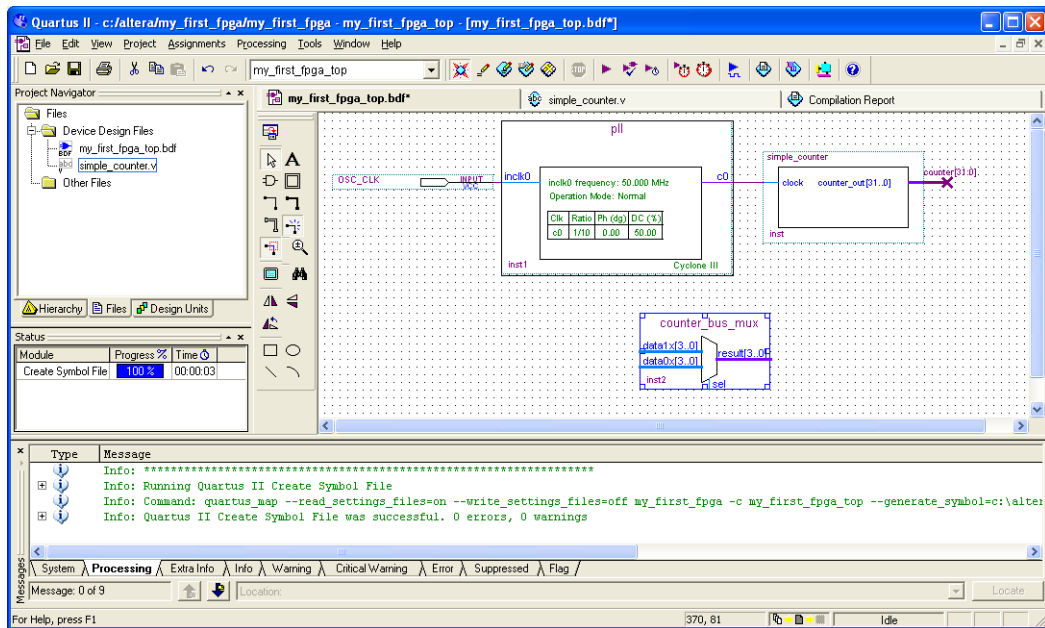 Quartus II - c:/altera/my_first_fpga/my_first_fpga - my_first_fpga_top - [my_first_fpga_top.bdf*]
File Edit View Project Assignments Processing Tools Window Help
my_first_fpga_top
Project Navigator
Files
Device Design Files
my_first_fpga_top.bdf
simple_counter.v
Other Files
Hierarchy Files Design Units
Status
Module Progress % Time
Create Symbol File 100 % 00:00:03
my_first_fpga_top.bdf* simple_counter.v Compilation Report
pll
OSC_CLK INPUT VCC
inclk0 c0
inclk0 frequency: 50.000 MHz
Operation Mode: Normal
Clk Ratio Ph (dg) DC (%)
c0 1/10 0.00 50.00
inst1 Cyclone III
simple_counter
clock counter_out[31..0]
counter[31:0]
inst
counter_bus_mux
data1x[3..0]
data0x[3..0]
result[3..0]
inst2 sel
Type Message
Info: *******************************************************************
Info: Running Quartus II Create Symbol File
Info: Command: quartus_map --read_settings_files=on --write_settings_files=off my_first_fpga -c my_first_fpga_top --generate_symbol=c:\alter
Info: Quartus II Create Symbol File was successful. 0 errors, 0 warnings
System Processing Extra Info Info Warning Critical Warning Error Suppressed Flag
Messages
Message: 0 of 9 Location: Locate
For Help, press F1 370, 81 Idle